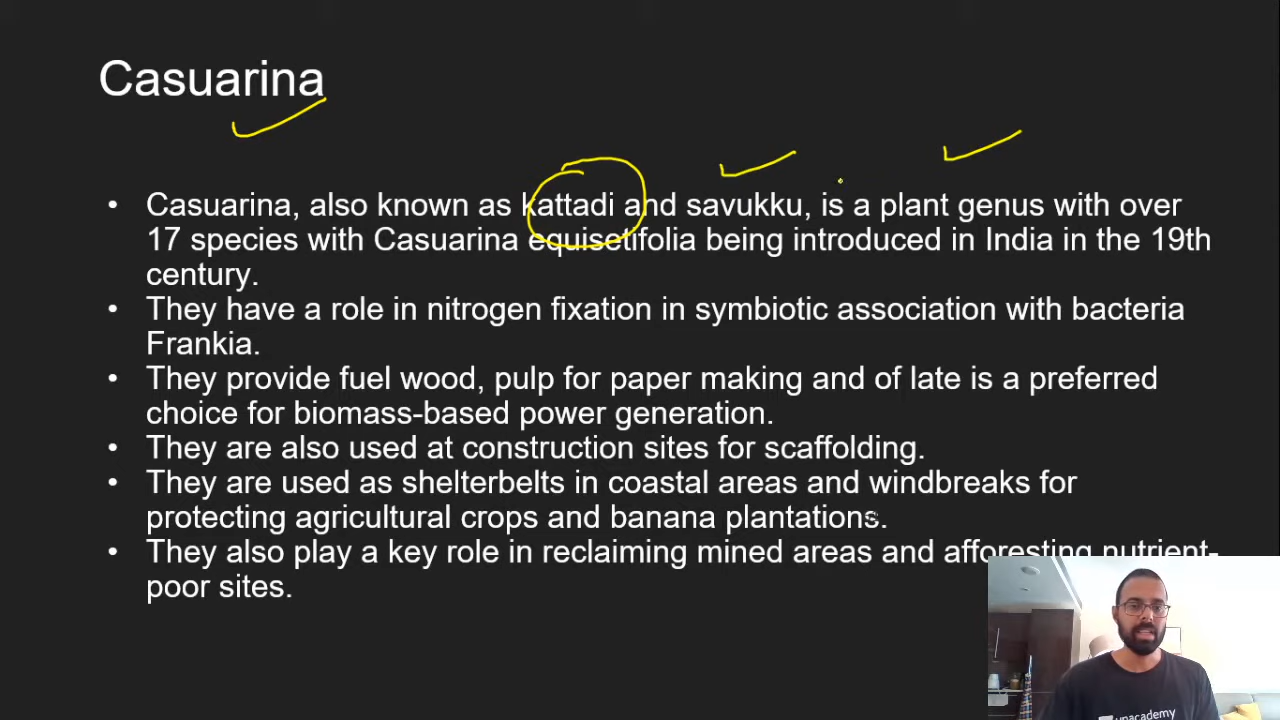 Casuarina
• Casuarina, also known as kattadi and savukku, is a plant genus with over
17 species with Casuarina equisetifolia being introduced in India in the 19th
century.
• They have a role in nitrogen fixation in symbiotic association with bacteria
Frankia.
• They provide fuel wood, pulp for paper making and of late is a preferred
choice for biomass-based power generation.
• They are also used at construction sites for scaffolding.
• They are used as shelterbelts in coastal areas and windbreaks for
protecting agricultural crops and banana plantations.
• They also play a key role in reclaiming mined areas and afforesting nutrient-
poor sites.
unacademy